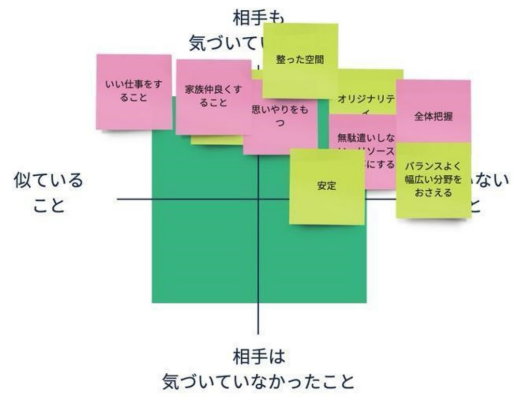 相手も
気づいてい
整った空間
いい仕事をす
ること
家族仲良くす
ること
思いやりをも
つ
オリジナリテ
ィ
全体把握
無駄遣いしな
ソース
にする
バランスよく
幅広い分野を
おさえる
安定
似ている
こと
いない
と
相手は
気づいていなかったこと